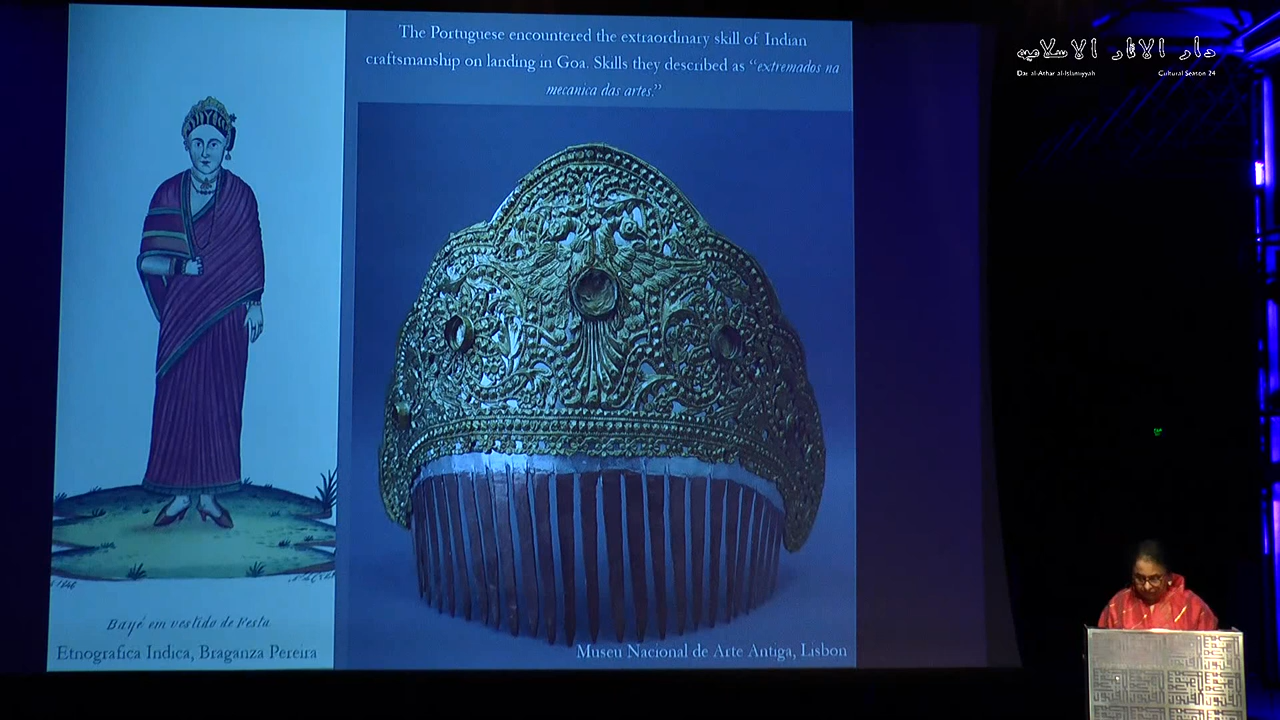 The Portuguese encountered the extraordinary skill of Indian
craftsmanship on landing in Goa. Skills they described as “extremados na
mecanica das artes.”
دار الآثار الإسلامية
Dar al-Athar al-Islamiyyah Cultural Season 24
Bayé em vestido de Festa
Etnografica Indica, Braganza Pereira
Museu Nacional de Arte Antiga, Lisbon